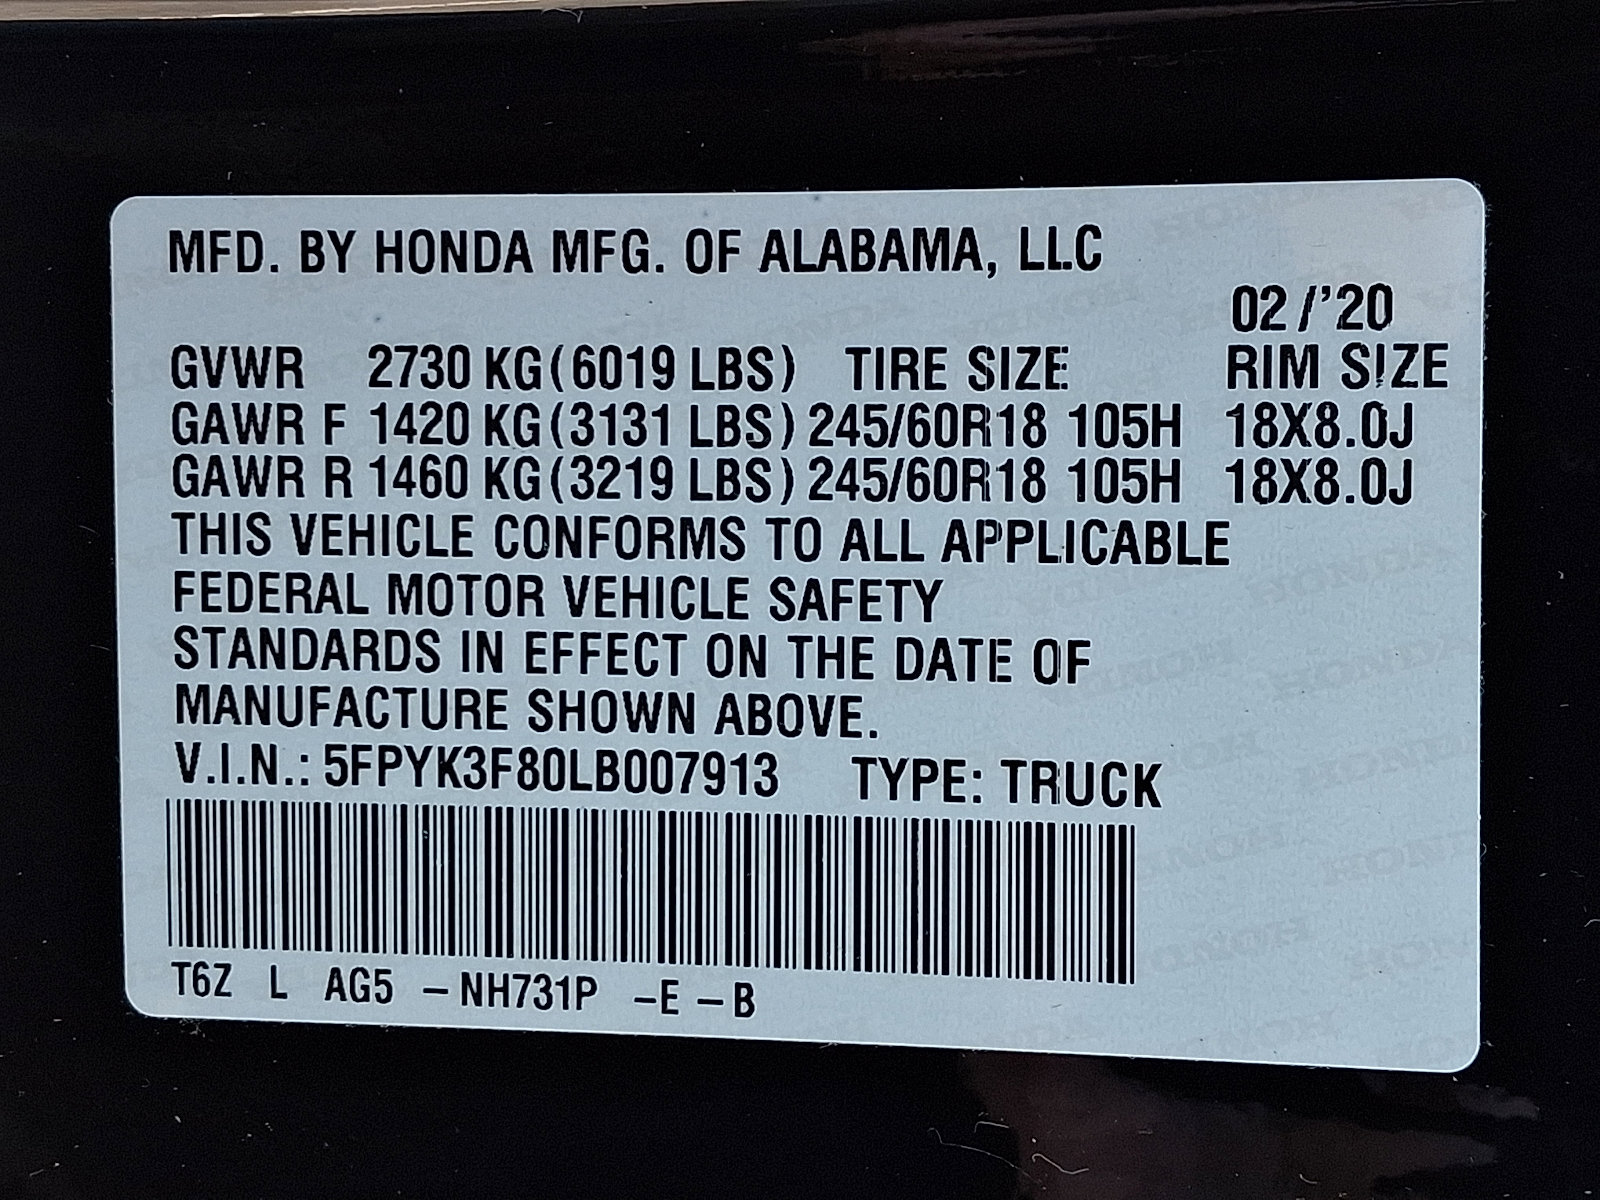 MFD. BY HONDA MFG. OF ALABAMA, LLC
02/'20
GVWR 2730 KG (6019 LBS) TIRE SIZE RIM SIZE
GAWR F 1420 KG (3131 LBS) 245/60R18 105H 18X8.0J
GAWR R 1460 KG (3219 LBS) 245/60R18 105H 18X8.0J
THIS VEHICLE CONFORMS TO ALL APPLICABLE
FEDERAL MOTOR VEHICLE SAFETY
STANDARDS IN EFFECT ON THE DATE OF
MANUFACTURE SHOWN ABOVE.
V.I.N.: 5FPYK3F80LB007913 TYPE: TRUCK
T6Z L AG5 – NH731P –E – B